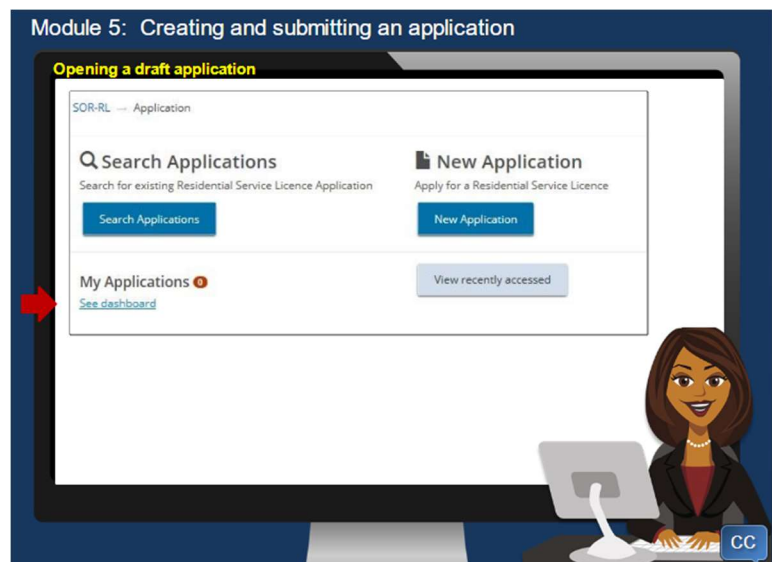 Module 5: Creating and submitting an application
Opening a draft application
SOR-RL → Application
Search Applications
Search for existing Residential Service Licence Application
Search Applications
New Application
Apply for a Residential Service Licence
New Application
My Applications 0
See dashboard
View recently accessed
CC